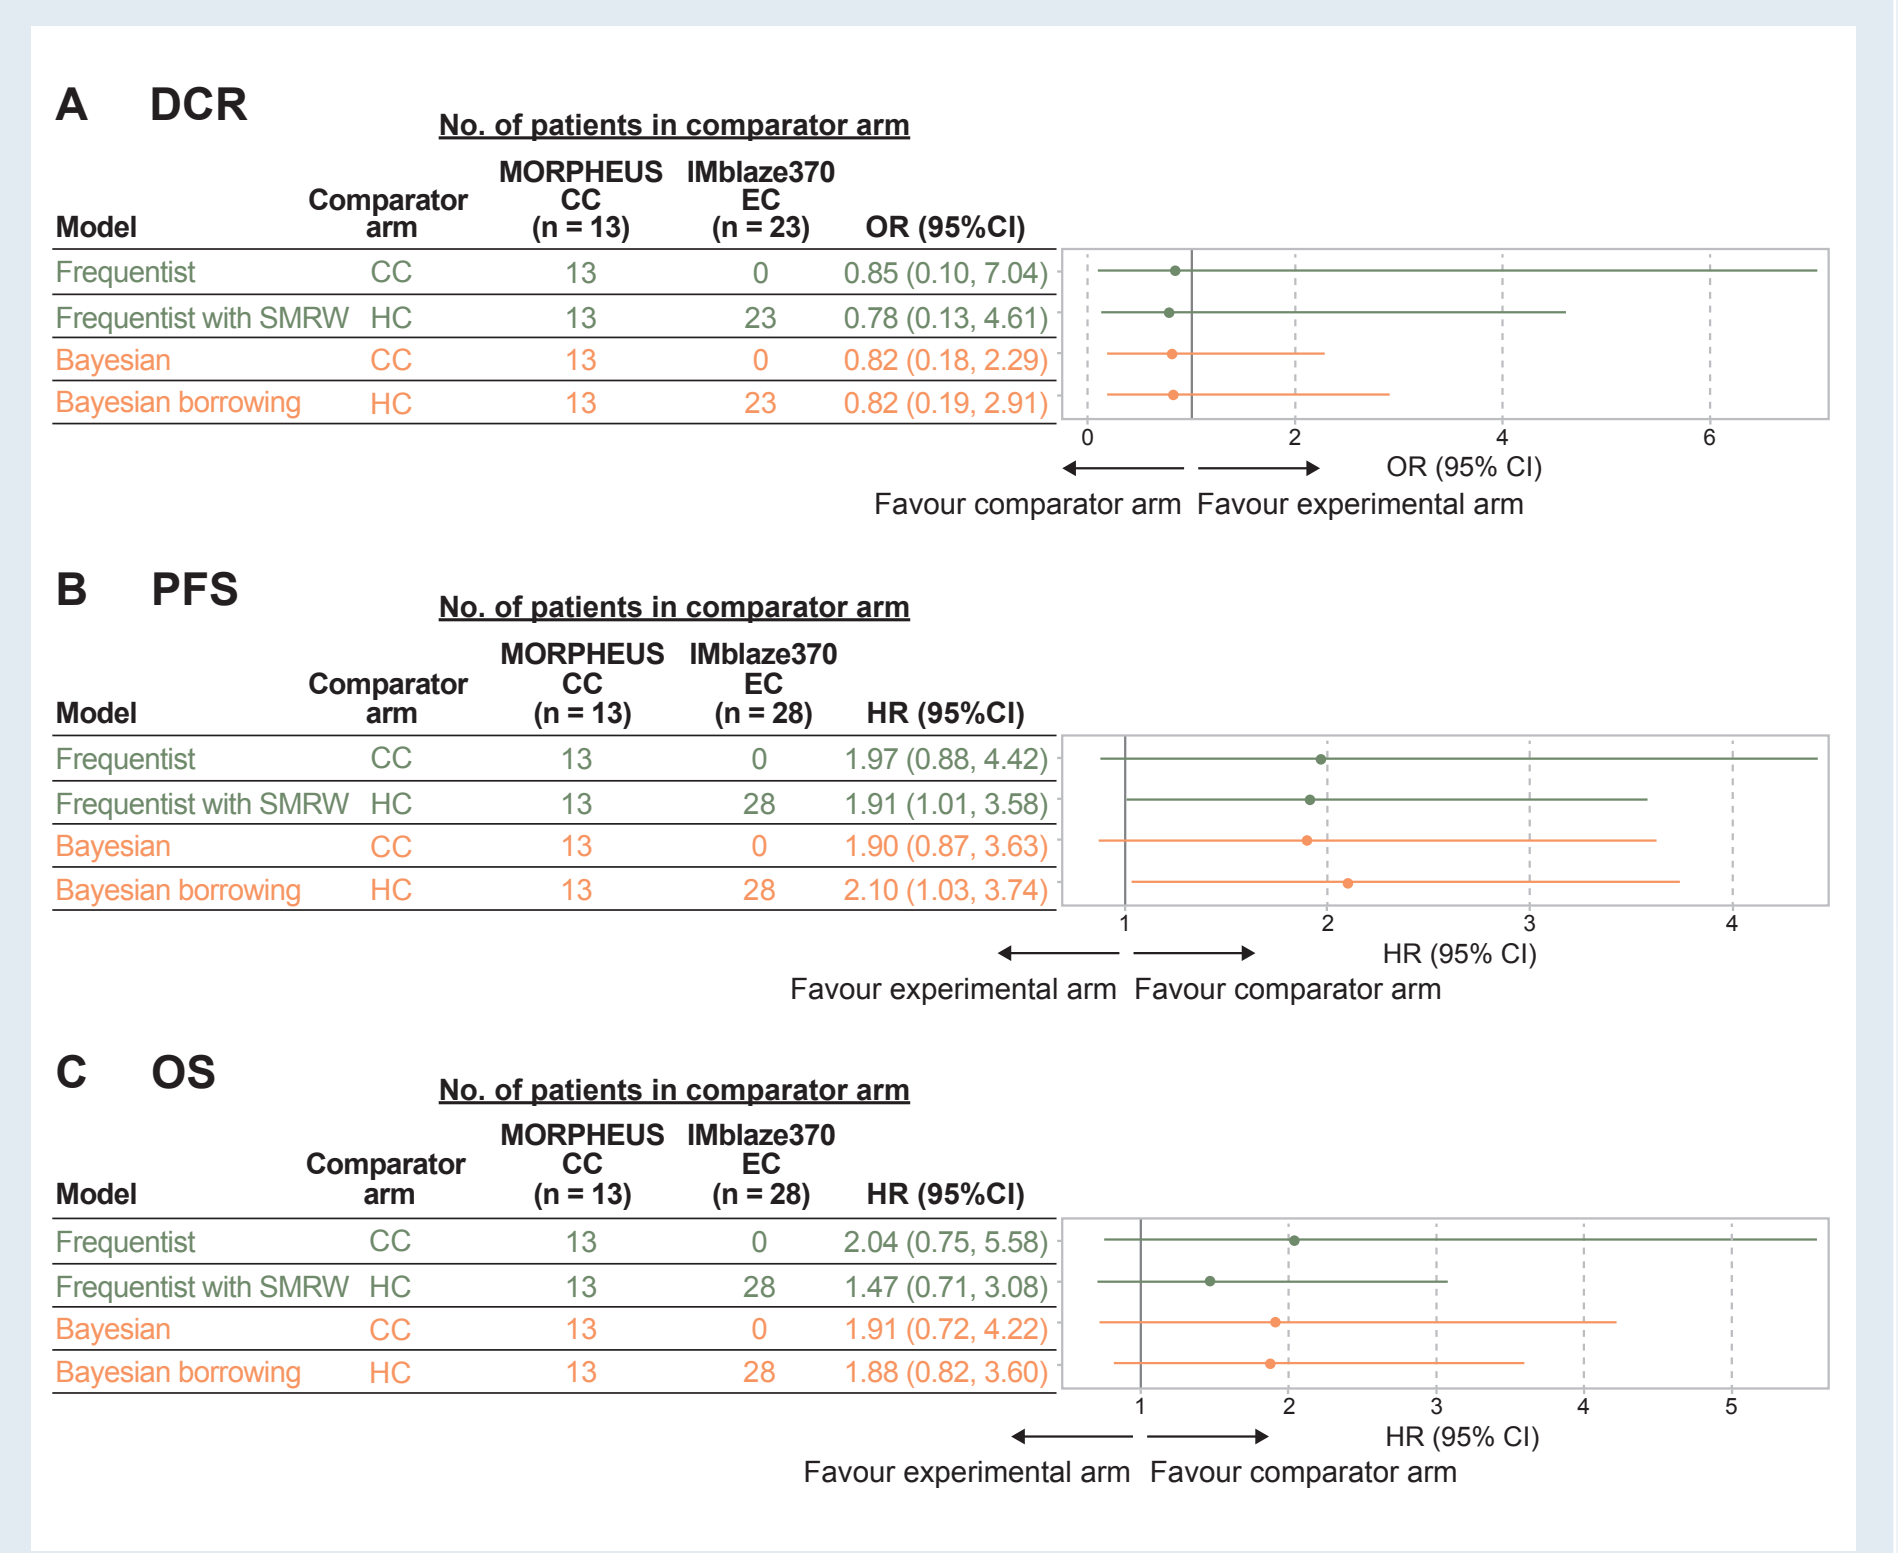 A DCR
No. of patients in comparator arm
MORPHEUS IMblaze370
Comparator CC EC
Model arm (n = 13) (n = 23) OR (95%CI)
Frequentist CC 13 0 0.85 (0.10, 7.04)
Frequentist with SMRW HC 13 23 0.78 (0.13, 4.61)
Bayesian CC 13 0 0.82 (0.18, 2.29)
Bayesian borrowing HC 13 23 0.82 (0.19, 2.91)
0 2 4 6
OR (95% CI)
Favour comparator arm Favour experimental arm
B PFS
No. of patients in comparator arm
MORPHEUS IMblaze370
Comparator CC EC
Model arm (n = 13) (n = 28) HR (95%CI)
Frequentist CC 13 0 1.97 (0.88, 4.42)
Frequentist with SMRW HC 13 28 1.91 (1.01, 3.58)
Bayesian CC 13 0 1.90 (0.87, 3.63)
Bayesian borrowing HC 13 28 2.10 (1.03, 3.74)
1 2 3 4
HR (95% CI)
Favour experimental arm Favour comparator arm
C OS
No. of patients in comparator arm
MORPHEUS IMblaze370
Comparator CC EC
Model arm (n = 13) (n = 28) HR (95%CI)
Frequentist CC 13 0 2.04 (0.75, 5.58)
Frequentist with SMRW HC 13 28 1.47 (0.71, 3.08)
Bayesian CC 13 0 1.91 (0.72, 4.22)
Bayesian borrowing HC 13 28 1.88 (0.82, 3.60)
1 2 3 4 5
HR (95% CI)
Favour experimental arm Favour comparator arm